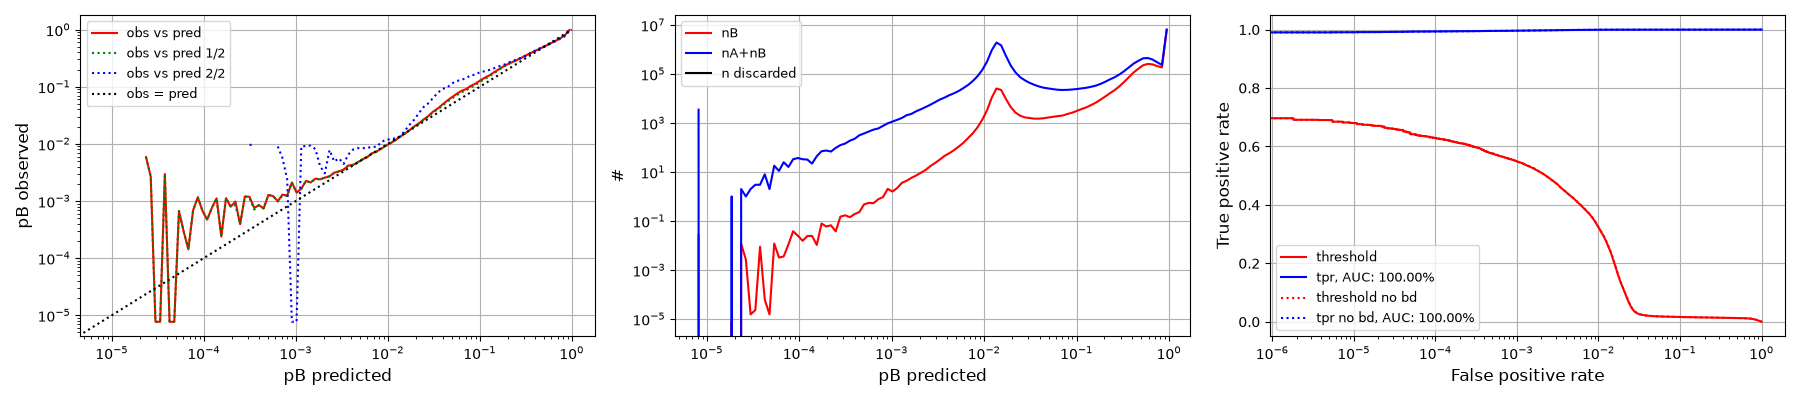 obs vs pred
obs vs pred 1/2
obs vs pred 2/2
obs = pred
pB observed
10⁰
10⁻¹
10⁻²
10⁻³
10⁻⁴
10⁻⁵
10⁻⁵ 10⁻⁴ 10⁻³ 10⁻² 10⁻¹ 10⁰
pB predicted
nB
nA+nB
n discarded
#
10⁷
10⁵
10³
10¹
10⁻¹
10⁻³
10⁻⁵
10⁻⁵ 10⁻⁴ 10⁻³ 10⁻² 10⁻¹ 10⁰
pB predicted
True positive rate
1.0
0.8
0.6
0.4
0.2
0.0
threshold
tpr, AUC: 100.00%
threshold no bd
tpr no bd, AUC: 100.00%
10⁻⁶ 10⁻⁵ 10⁻⁴ 10⁻³ 10⁻² 10⁻¹ 10⁰
False positive rate